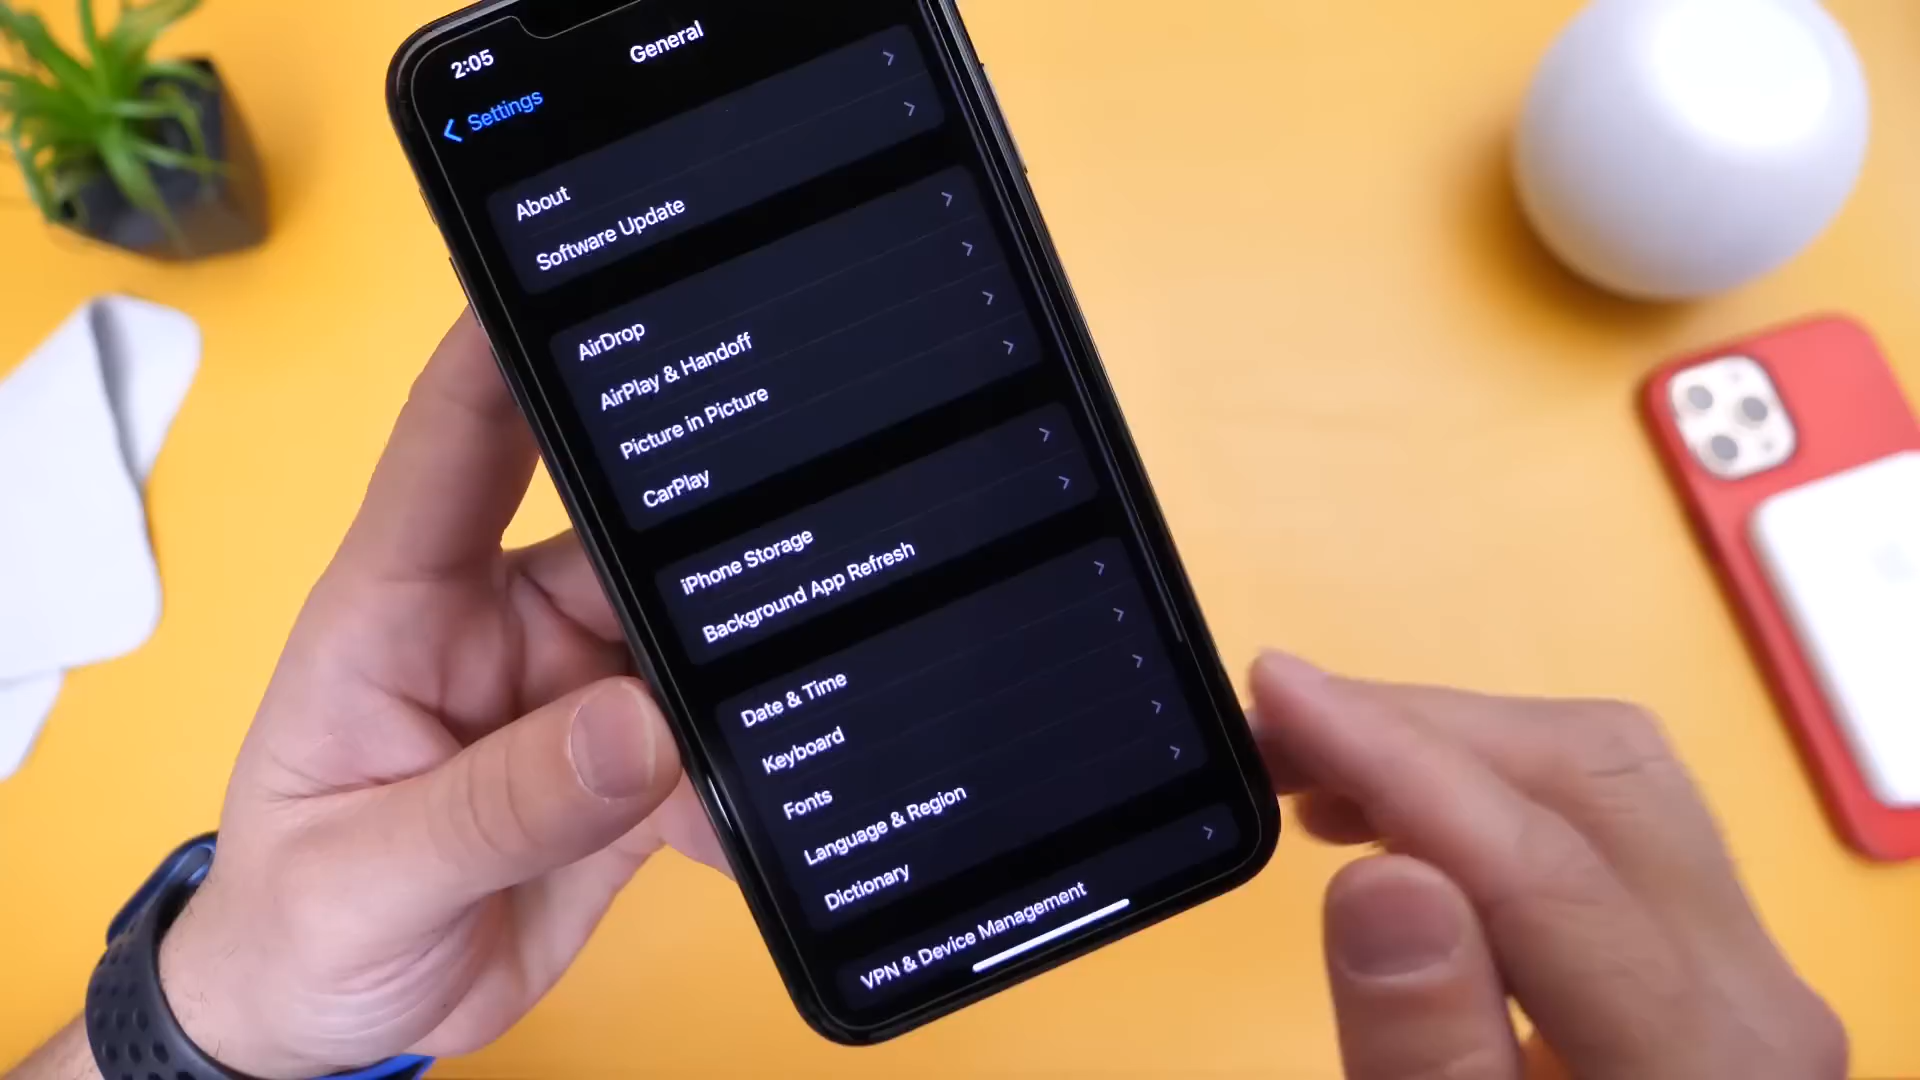 2:05
General
Settings
About
Software Update
AirDrop
AirPlay & Handoff
Picture in Picture
CarPlay
iPhone Storage
Background App Refresh
Date & Time
Keyboard
Fonts
Language & Region
Dictionary
VPN & Device Management